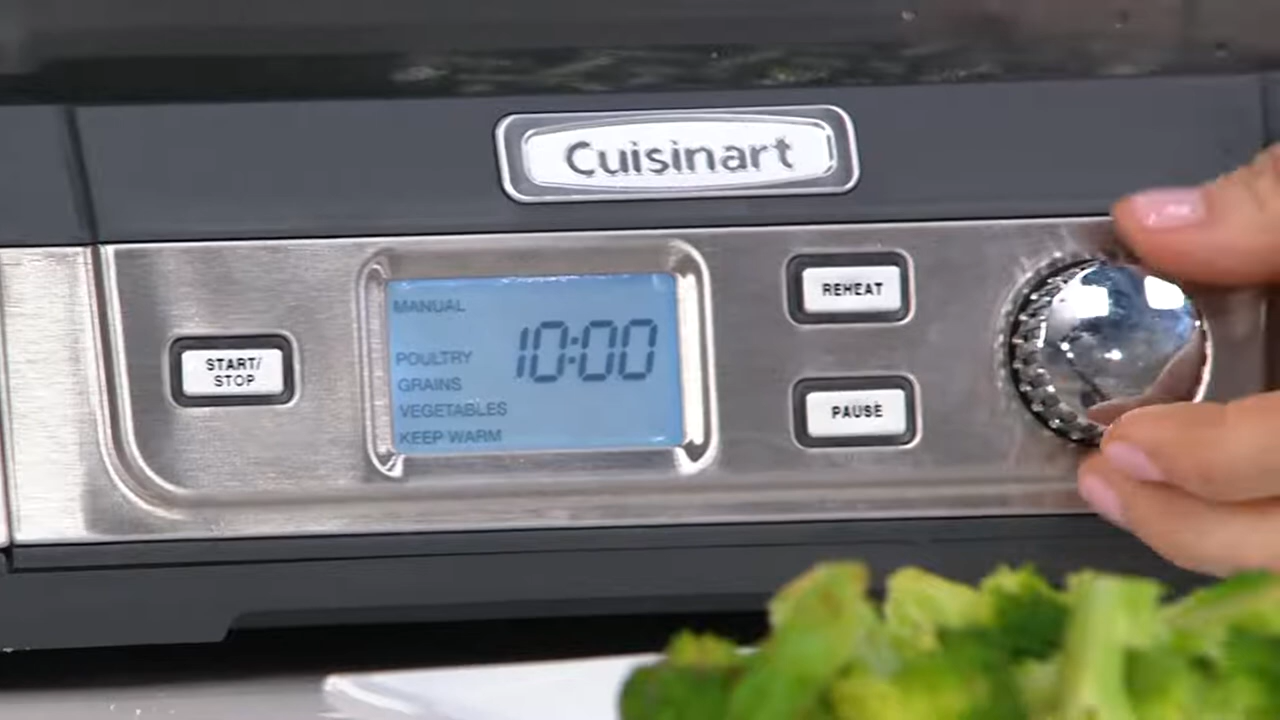 Cuisinart
START/
STOP
MANUAL
POULTRY
GRAINS
VEGETABLES
KEEP WARM
10:00
REHEAT
PAUSE